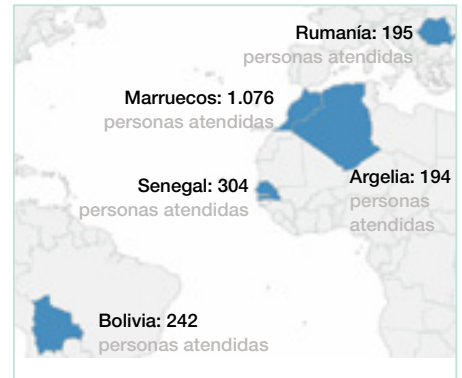 Rumanía: 195
personas atendidas
Marruecos: 1.076
personas atendidas
Senegal: 304
personas atendidas
Argelia: 194
personas
atendidas
Bolivia: 242
personas atendidas